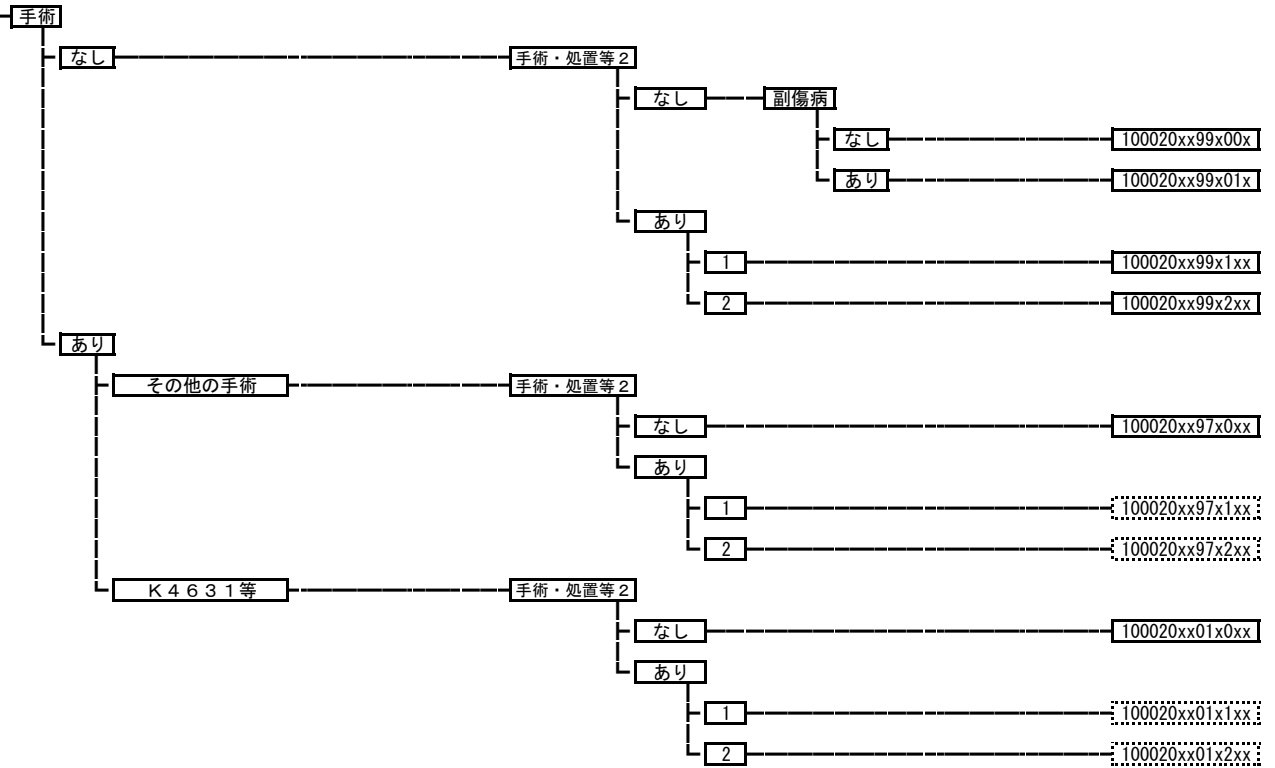 手術
なし 手術・処置等２
なし 副傷病
なし 100020xx99x00x
あり 100020xx99x01x
あり
1 100020xx99x1xx
2 100020xx99x2xx
あり
その他の手術 手術・処置等２
なし 100020xx97x0xx
あり
1 100020xx97x1xx
2 100020xx97x2xx
Ｋ４６３１等 手術・処置等２
なし 100020xx01x0xx
あり
1 100020xx01x1xx
2 100020xx01x2xx